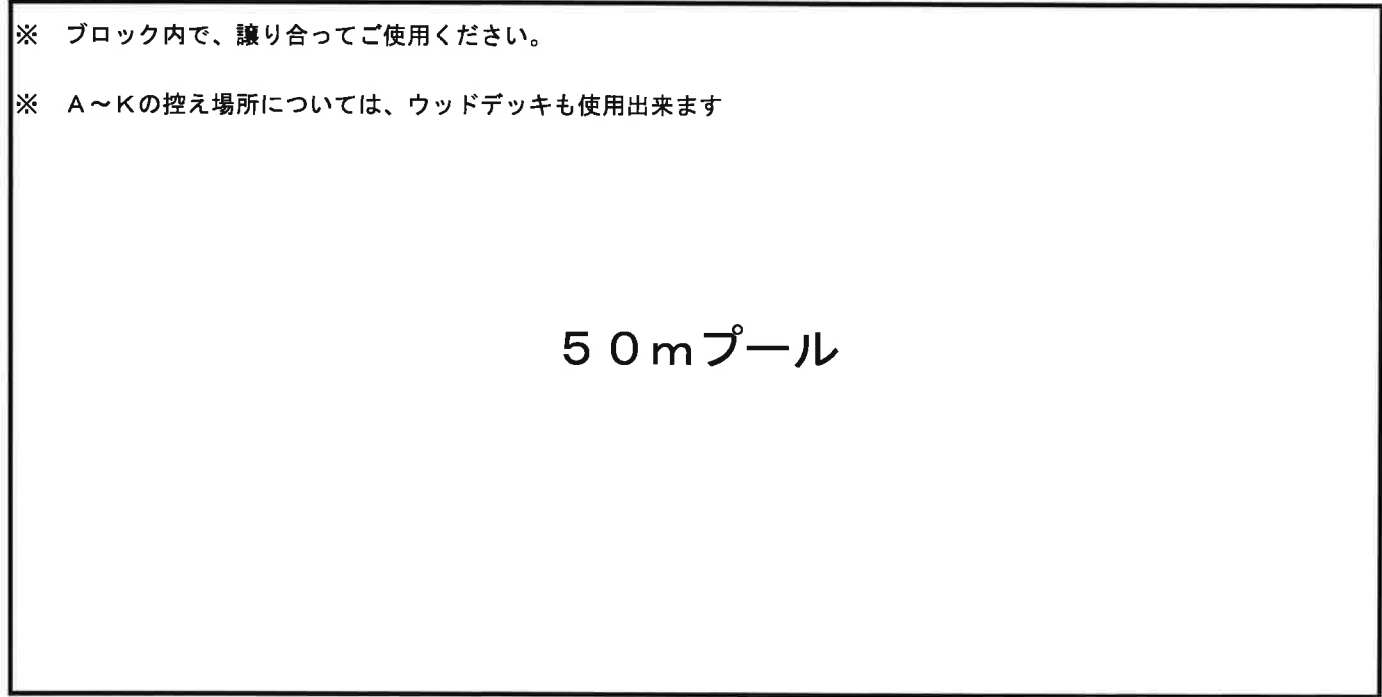 ※　ブロック内で、譲り合ってご使用ください。
※　Ａ～Ｋの控え場所については、ウッドデッキも使用出来ます
５０ｍプール